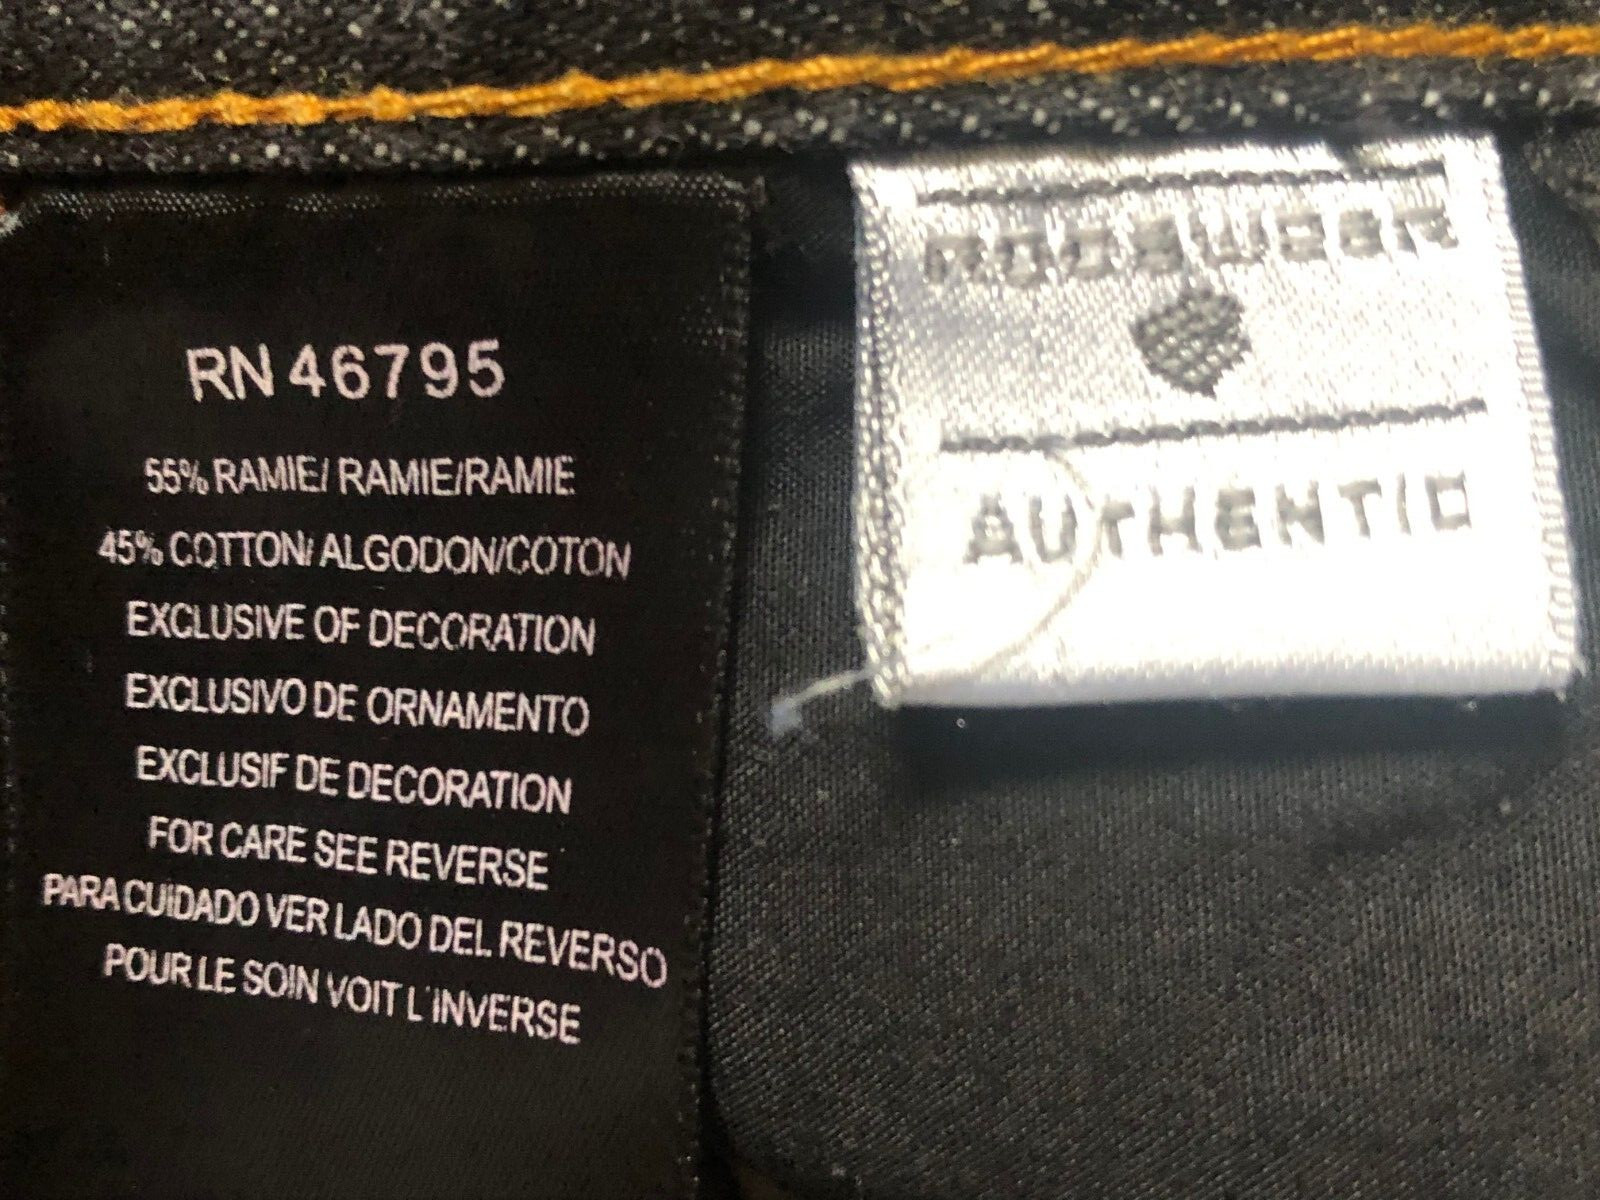 RN 46795
55% RAMIE/ RAMIE/RAMIE
45% COTTON/ ALGODON/COTON
EXCLUSIVE OF DECORATION
EXCLUSIVO DE ORNAMENTO
EXCLUSIF DE DECORATION
FOR CARE SEE REVERSE
PARA CUIDADO VER LADO DEL REVERSO
POUR LE SOIN VOIT L'INVERSE
ROCAWEAR
AUTHENTIC